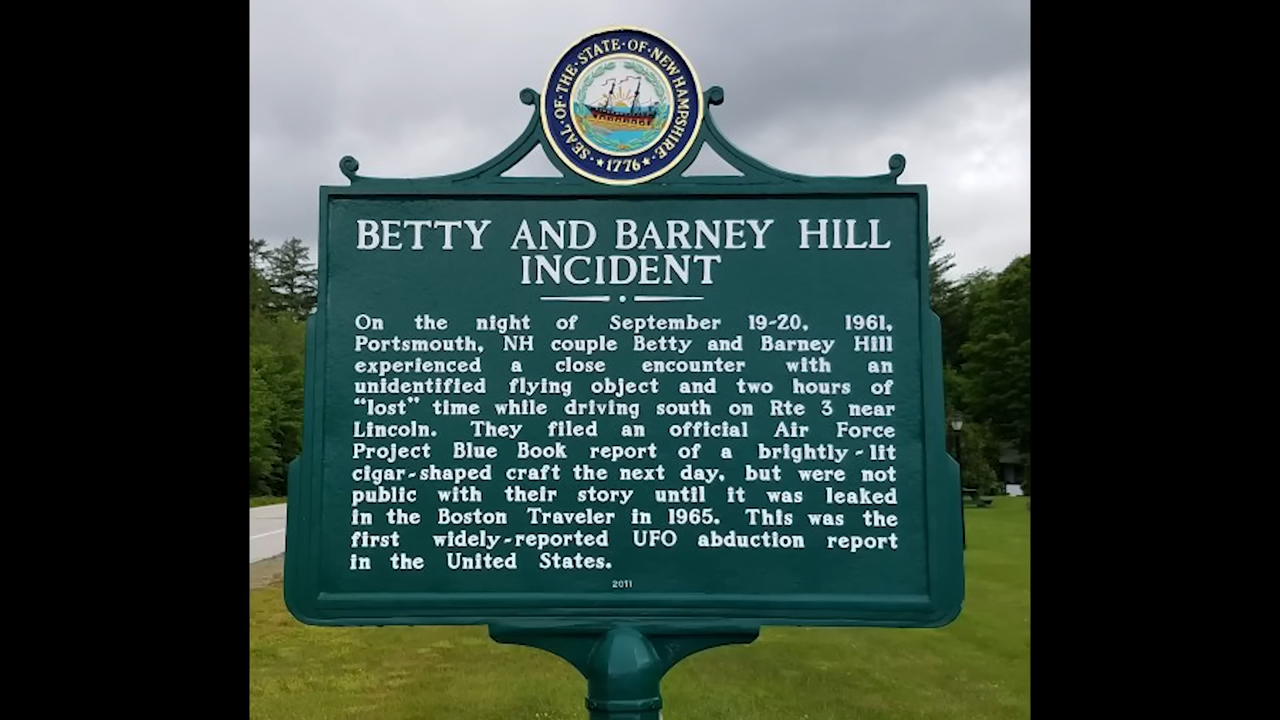 SEAL·OF·THE·STATE·OF·NEW HAMPSHIRE·
★1776★
BETTY AND BARNEY HILL
INCIDENT
On the night of September 19-20, 1961,
Portsmouth, NH couple Betty and Barney Hill
experienced a close encounter with an
unidentified flying object and two hours of
“lost” time while driving south on Rte 3 near
Lincoln. They filed an official Air Force
Project Blue Book report of a brightly-lit
cigar-shaped craft the next day, but were not
public with their story until it was leaked
in the Boston Traveler in 1965. This was the
first widely-reported UFO abduction report
in the United States.
2011